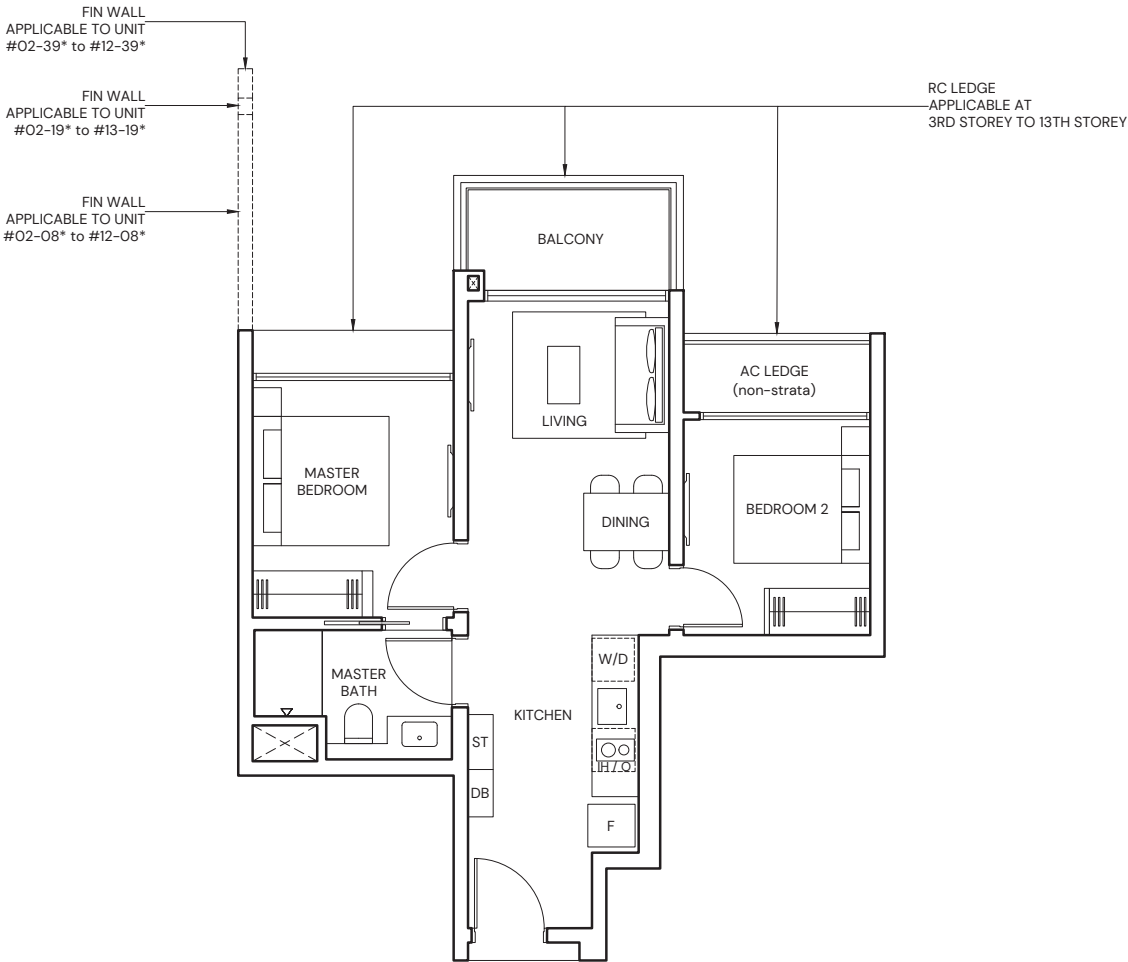 FIN WALL
APPLICABLE TO UNIT
#02-39* to #12-39*
FIN WALL
APPLICABLE TO UNIT
#02-19* to #13-19*
FIN WALL
APPLICABLE TO UNIT
#02-08* to #12-08*
RC LEDGE
APPLICABLE AT
3RD STOREY TO 13TH STOREY
BALCONY
AC LEDGE
(non-strata)
LIVING
MASTER
BEDROOM
DINING
BEDROOM 2
MASTER
BATH
W/D
KITCHEN
ST
IH / O
DB
F